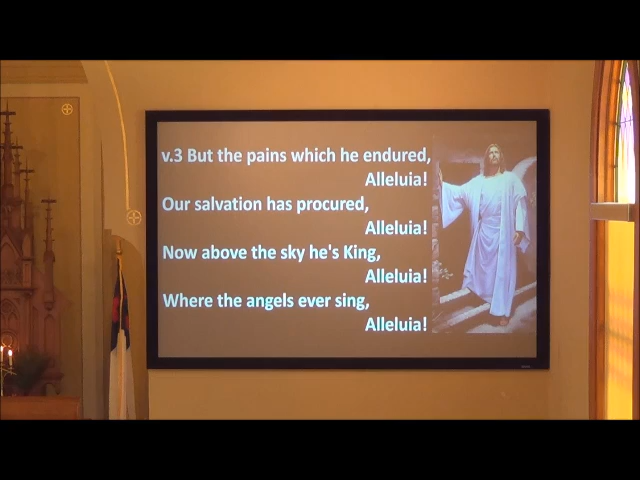 v.3 But the pains which he endured,
Alleluia!
Our salvation has procured,
Alleluia!
Now above the sky he's King,
Alleluia!
Where the angels ever sing,
Alleluia!